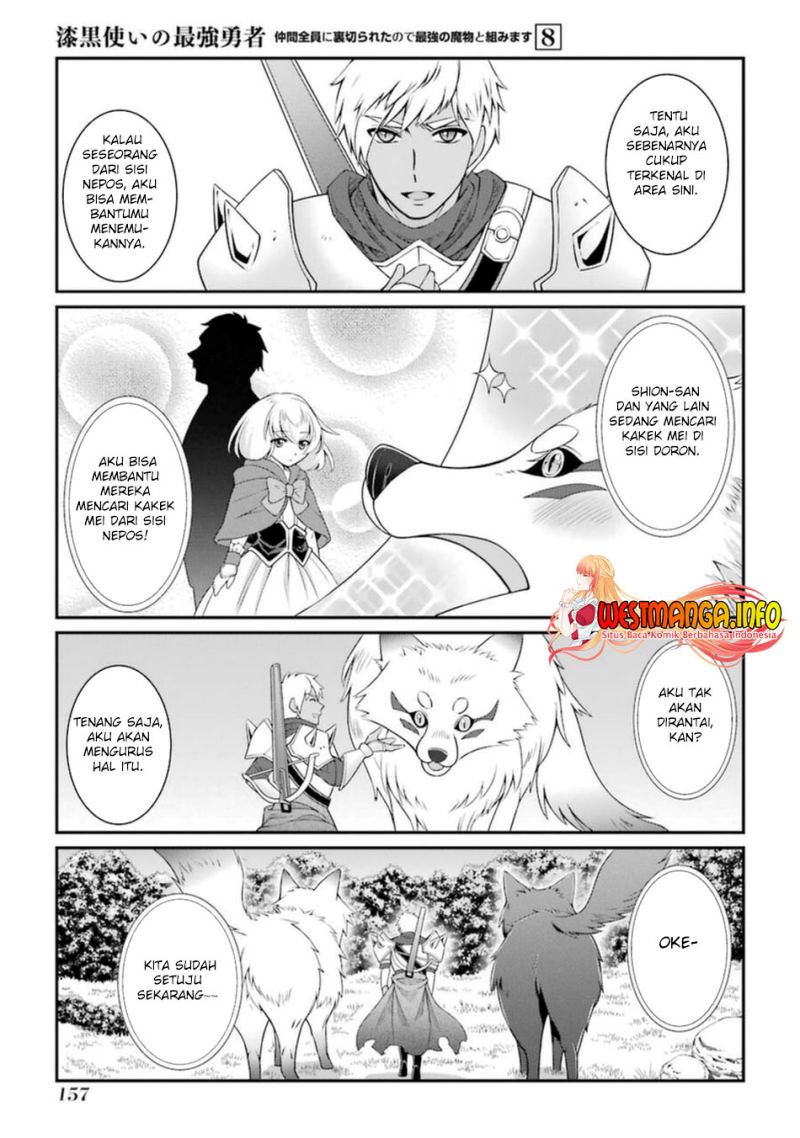 漆黒使いの最強勇者 仲間全員に裏切られたので最強の魔物と組みます 8
TENTU
SAJA, AKU
SEBENARNYA
CUKUP
TERKENAL DI
AREA SINI.
KALAU
SESEORANG
DARI SISI
NEPOS, AKU
BISA MEM-
BANTUMU
MENEMU-
KANNYA.
SHION-SAN
DAN YANG LAIN
SEDANG MENCARI
KAKEK MEI DI
SISI DORON.
AKU BISA
MEMBANTU
MEREKA
MENCARI KAKEK
MEI DARI SISI
NEPOS!
WESTMANGA.INFO
Situs Baca Komik Berbahasa Indonesia
AKU TAK
AKAN
DIRANTAI,
KAN?
TENANG SAJA,
AKU AKAN
MENGURUS
HAL ITU.
OKE-
KITA SUDAH
SETUJU
SEKARANG~~
157